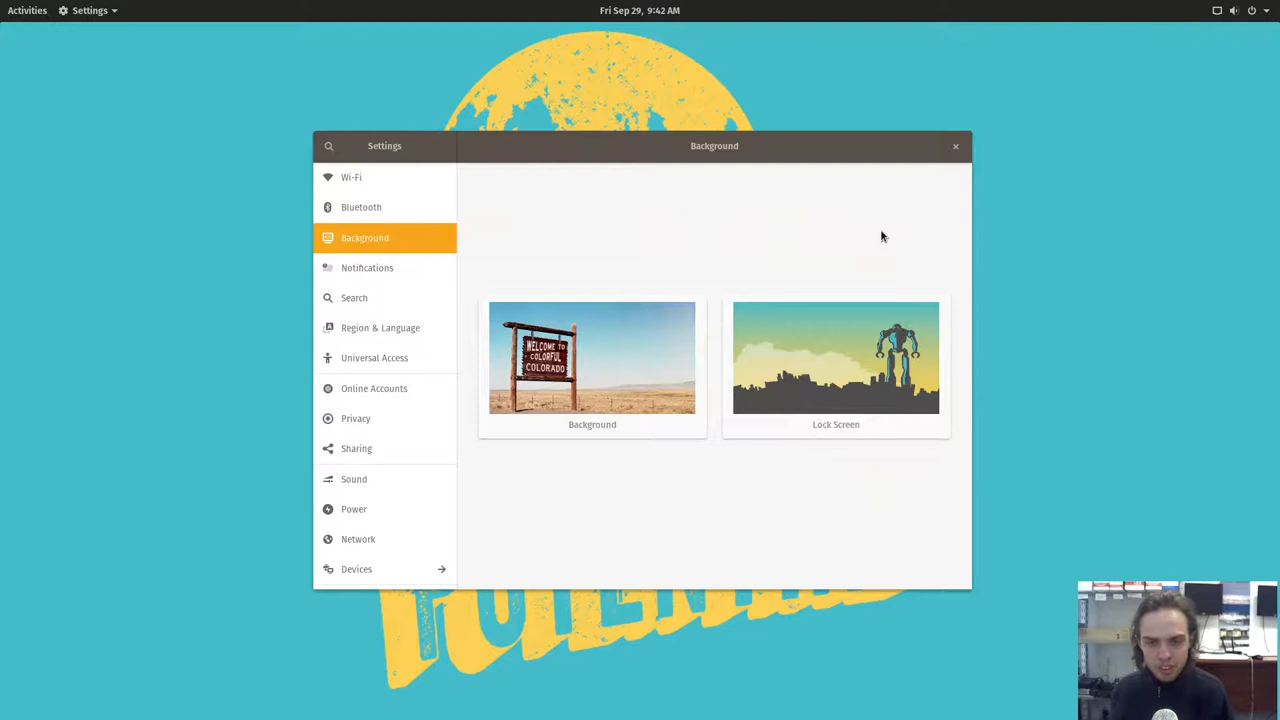 Activities
Settings
Fri Sep 29, 9:42 AM
Settings
Background
Wi-Fi
Bluetooth
Background
Notifications
Search
Region & Language
Universal Access
Online Accounts
Privacy
Sharing
Sound
Power
Network
Devices
WELCOME TO
COLORFUL
COLORADO
Background
Lock Screen